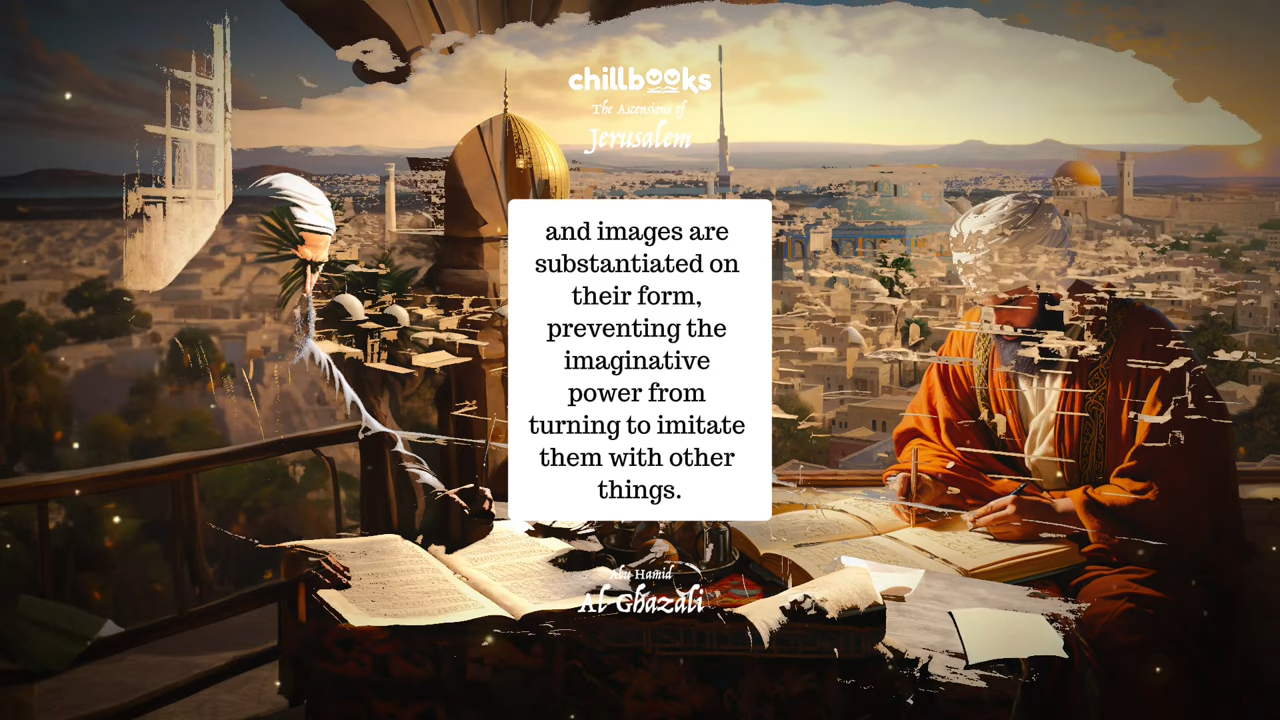 chillbooks
The Ascensions of
Jerusalem
and images are
substantiated on
their form,
preventing the
imaginative
power from
turning to imitate
them with other
things.
Abu Hamid
Al Ghazali